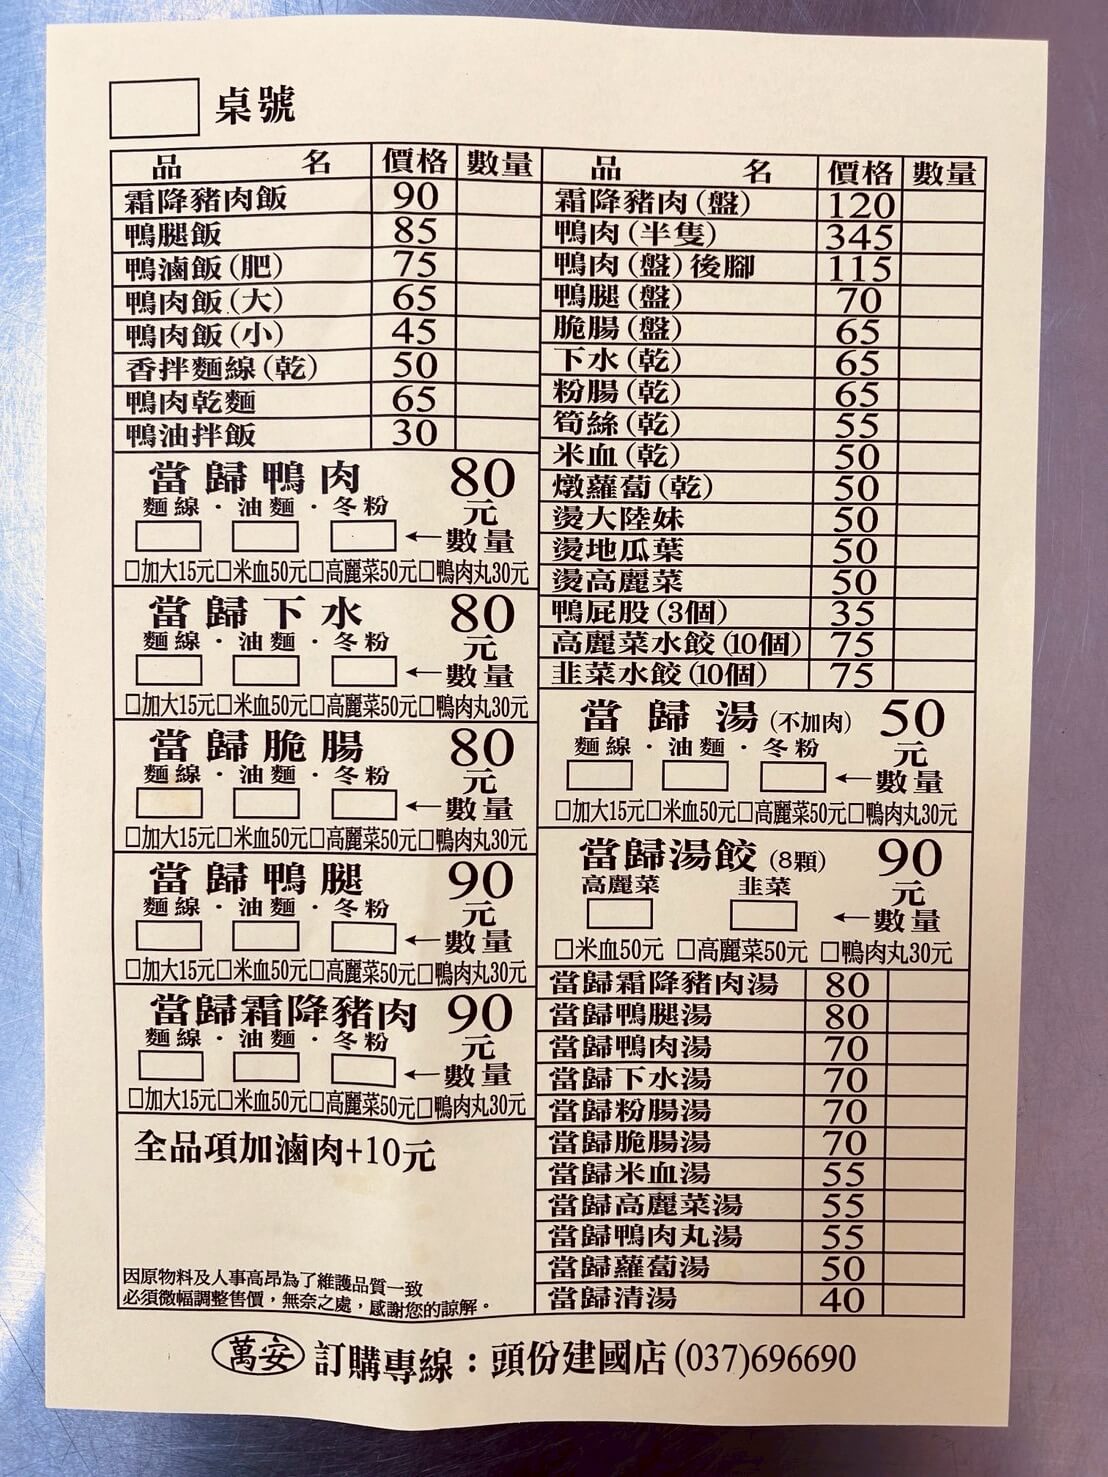 桌號
品名 價格 數量
霜降豬肉飯 90
鴨腿飯 85
鴨滷飯(肥) 75
鴨肉飯(大) 65
鴨肉飯(小) 45
香拌麵線(乾) 50
鴨肉乾麵 65
鴨油拌飯 30
當歸鴨肉 80元
麵線・油麵・冬粉
←數量
□加大15元□米血50元□高麗菜50元□鴨肉丸30元
當歸下水 80元
麵線・油麵・冬粉
←數量
□加大15元□米血50元□高麗菜50元□鴨肉丸30元
當歸脆腸 80元
麵線・油麵・冬粉
←數量
□加大15元□米血50元□高麗菜50元□鴨肉丸30元
當歸鴨腿 90元
麵線・油麵・冬粉
←數量
□加大15元□米血50元□高麗菜50元□鴨肉丸30元
當歸霜降豬肉 90元
麵線・油麵・冬粉
←數量
□加大15元□米血50元□高麗菜50元□鴨肉丸30元
全品項加滷肉+10元
因原物料及人事高昂為了維護品質一致
必須微幅調整售價，無奈之處，感謝您的諒解。
品名 價格 數量
霜降豬肉(盤) 120
鴨肉(半隻) 345
鴨肉(盤)後腳 115
鴨腿(盤) 70
脆腸(盤) 65
下水(乾) 65
粉腸(乾) 65
筍絲(乾) 55
米血(乾) 50
燉蘿蔔(乾) 50
燙大陸妹 50
燙地瓜葉 50
燙高麗菜 50
鴨屁股(3個) 35
高麗菜水餃(10個) 75
韭菜水餃(10個) 75
當歸湯(不加肉) 50元
麵線・油麵・冬粉
←數量
□加大15元□米血50元□高麗菜50元□鴨肉丸30元
當歸湯餃(8顆) 90元
高麗菜 韭菜
←數量
□米血50元 □高麗菜50元 □鴨肉丸30元
當歸霜降豬肉湯 80
當歸鴨腿湯 80
當歸鴨肉湯 70
當歸下水湯 70
當歸粉腸湯 70
當歸脆腸湯 70
當歸米血湯 55
當歸高麗菜湯 55
當歸鴨肉丸湯 55
當歸蘿蔔湯 50
當歸清湯 40
萬安 訂購專線：頭份建國店(037)696690